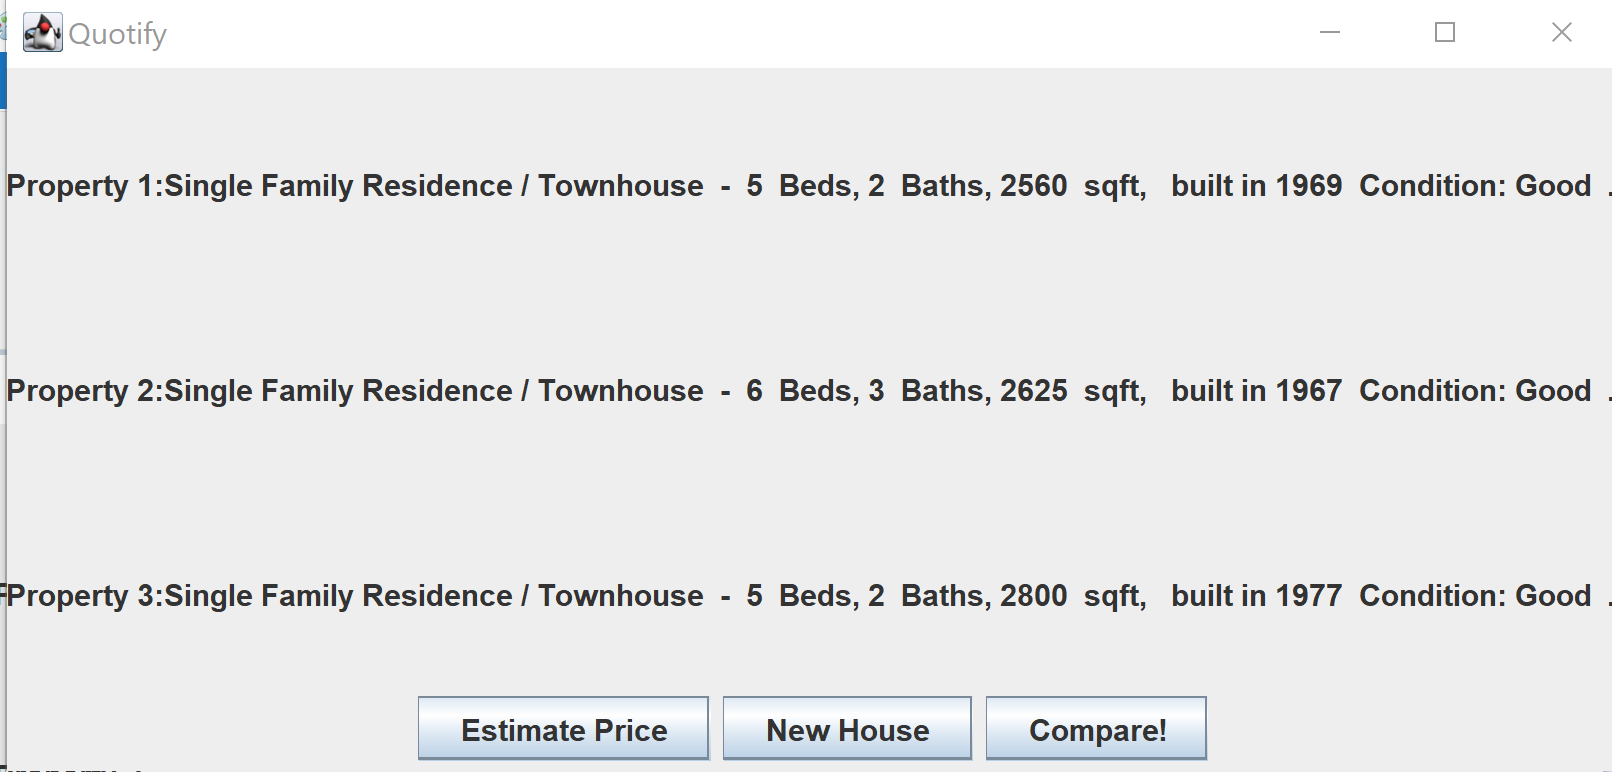 Quotify
Property 1:Single Family Residence / Townhouse - 5 Beds, 2 Baths, 2560 sqft, built in 1969 Condition: Good .
Property 2:Single Family Residence / Townhouse - 6 Beds, 3 Baths, 2625 sqft, built in 1967 Condition: Good .
Property 3:Single Family Residence / Townhouse - 5 Beds, 2 Baths, 2800 sqft, built in 1977 Condition: Good .
Estimate Price
New House
Compare!